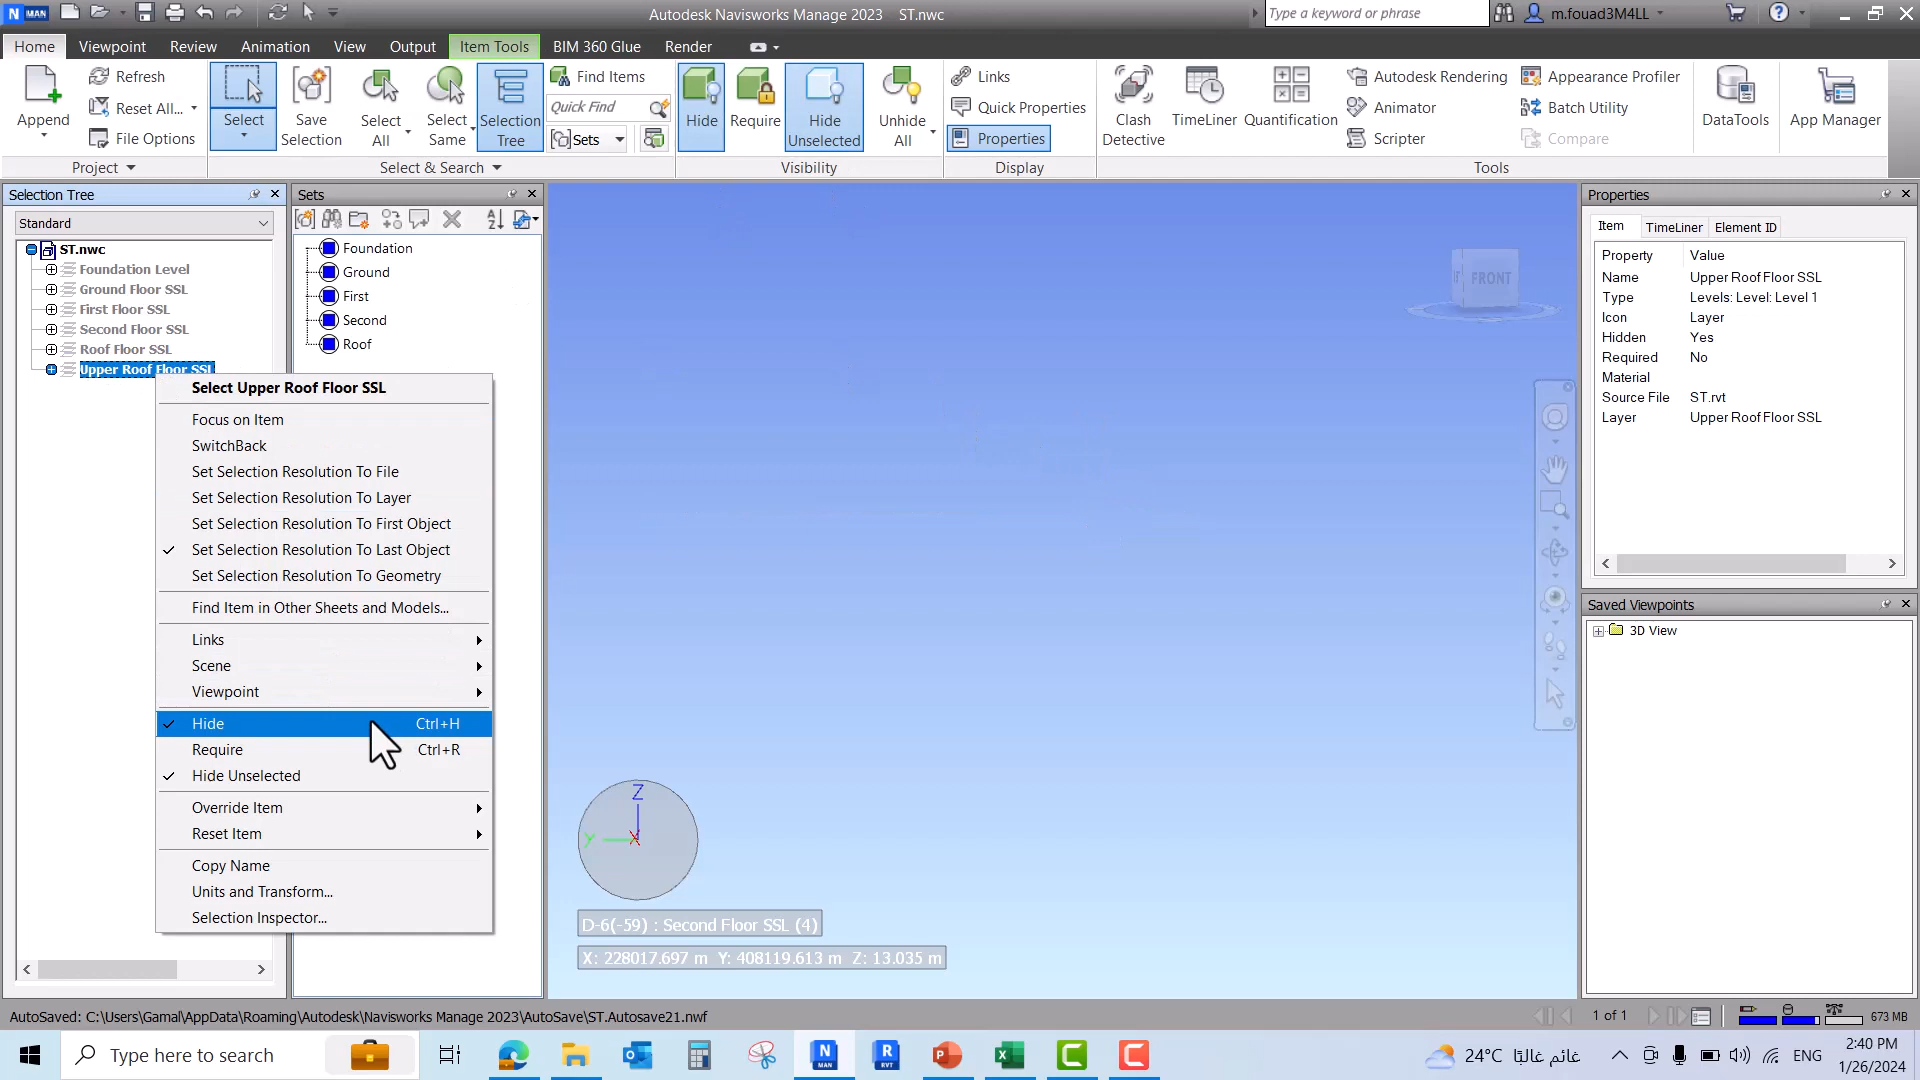 N MAN
Autodesk Navisworks Manage 2023 ST.nwc
Type a keyword or phrase
m.fouad3M4LL
Home Viewpoint Review Animation View Output Item Tools BIM 360 Glue Render
Append
Refresh
Reset All...
File Options
Select
Save Selection
Select All
Select Same
Selection Tree
Find Items
Quick Find
Sets
Hide
Require
Hide Unselected
Unhide All
Links
Quick Properties
Properties
Clash Detective
TimeLiner
Quantification
Autodesk Rendering
Animator
Scripter
Appearance Profiler
Batch Utility
Compare
DataTools
App Manager
Project
Select & Search
Visibility
Display
Tools
Selection Tree
Standard
ST.nwc
Foundation Level
Ground Floor SSL
First Floor SSL
Second Floor SSL
Roof Floor SSL
Upper Roof Floor SSL
Sets
Foundation
Ground
First
Second
Roof
Select Upper Roof Floor SSL
Focus on Item
SwitchBack
Set Selection Resolution To File
Set Selection Resolution To Layer
Set Selection Resolution To First Object
Set Selection Resolution To Last Object
Set Selection Resolution To Geometry
Find Item in Other Sheets and Models...
Links
Scene
Viewpoint
Hide Ctrl+H
Require Ctrl+R
Hide Unselected
Override Item
Reset Item
Copy Name
Units and Transform...
Selection Inspector...
FRONT
Z
Y X
D-6(-59) : Second Floor SSL (4)
X: 228017.697 m Y: 408119.613 m Z: 13.035 m
Properties
Item TimeLiner Element ID
Property Value
Name Upper Roof Floor SSL
Type Levels: Level: Level 1
Icon Layer
Hidden Yes
Required No
Material
Source File ST.rvt
Layer Upper Roof Floor SSL
Saved Viewpoints
3D View
AutoSaved: C:\Users\Gamal\AppData\Roaming\Autodesk\Navisworks Manage 2023\AutoSave\ST.Autosave21.nwf
1 of 1
673 MB
Type here to search
24°C غائم غالبًا
ENG
2:40 PM
1/26/2024